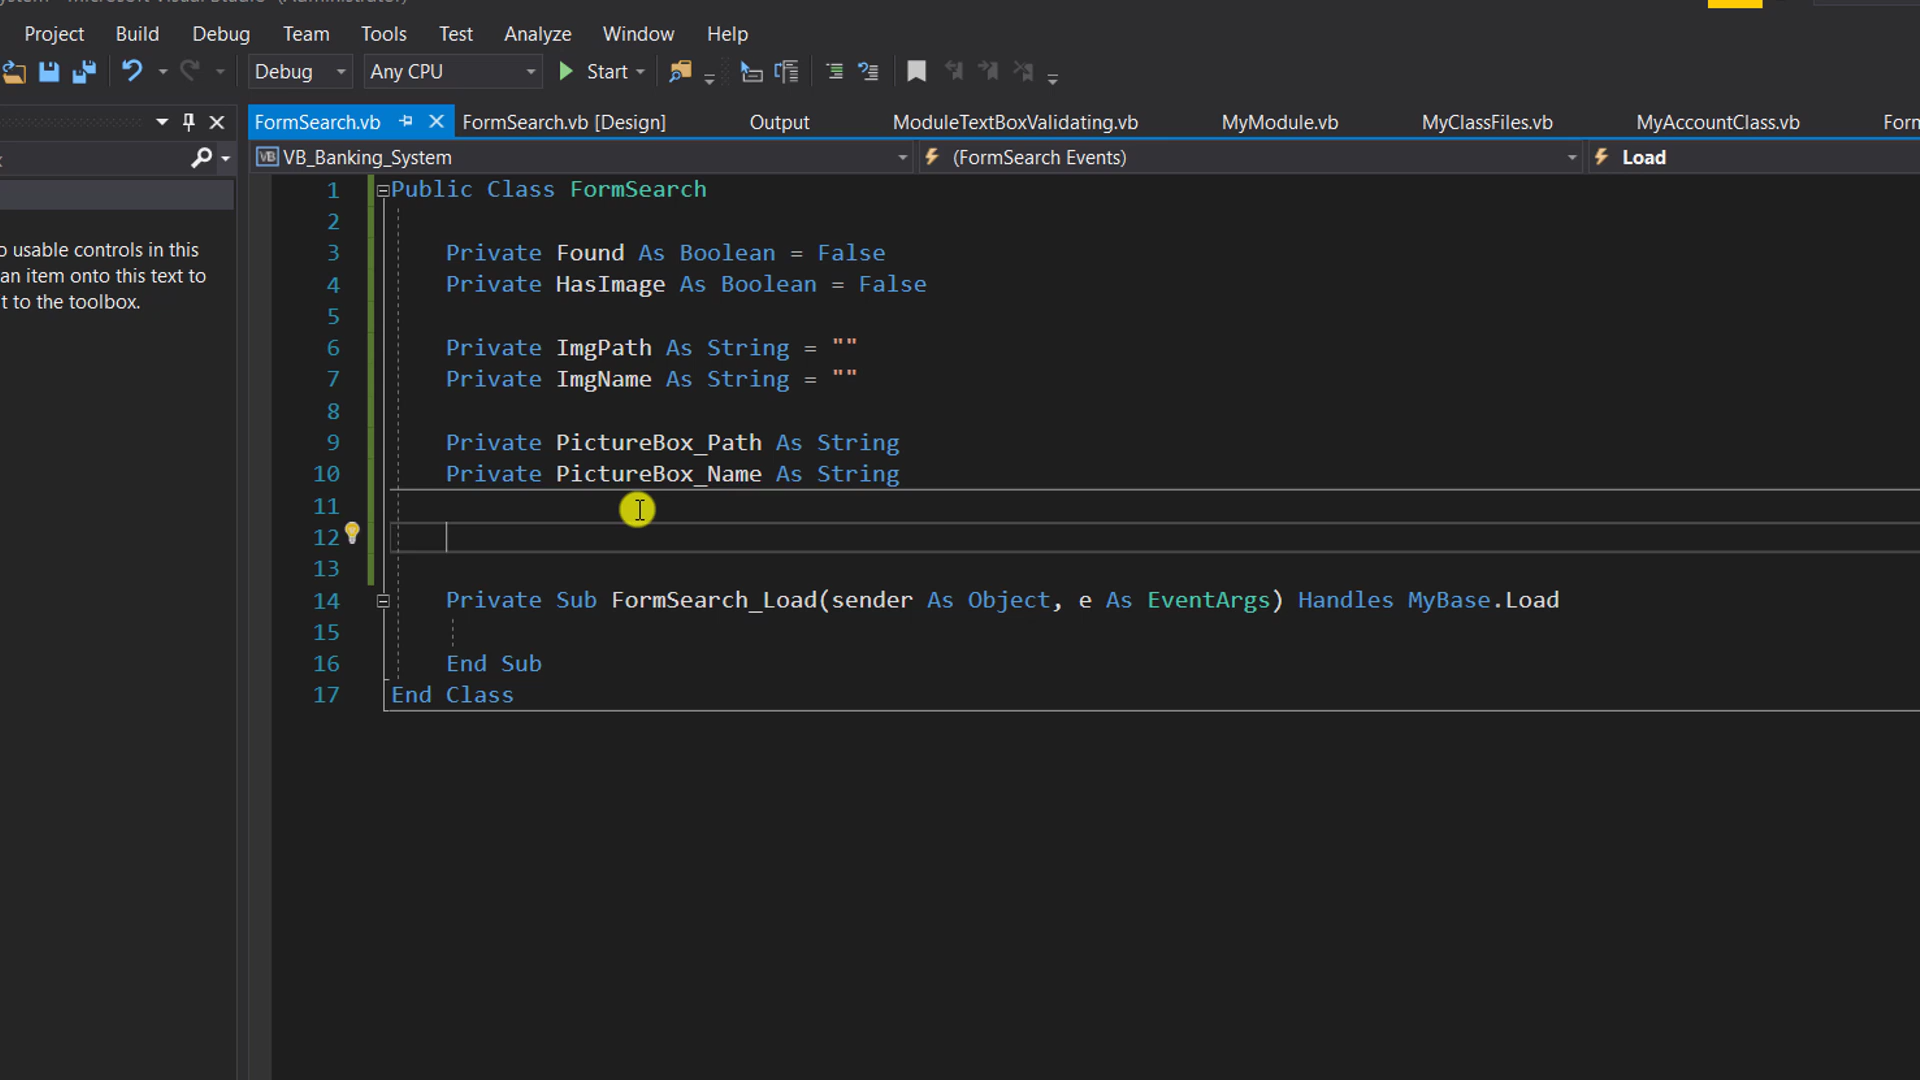 Project Build Debug Team Tools Test Analyze Window Help
Debug Any CPU Start
FormSearch.vb FormSearch.vb [Design] Output ModuleTextBoxValidating.vb MyModule.vb MyClassFiles.vb MyAccountClass.vb Form
VB VB_Banking_System (FormSearch Events) Load
o usable controls in this
an item onto this text to
t to the toolbox.
1 Public Class FormSearch
2
3 Private Found As Boolean = False
4 Private HasImage As Boolean = False
5
6 Private ImgPath As String = ""
7 Private ImgName As String = ""
8
9 Private PictureBox_Path As String
10 Private PictureBox_Name As String
11
12
13
14 Private Sub FormSearch_Load(sender As Object, e As EventArgs) Handles MyBase.Load
15
16 End Sub
17 End Class